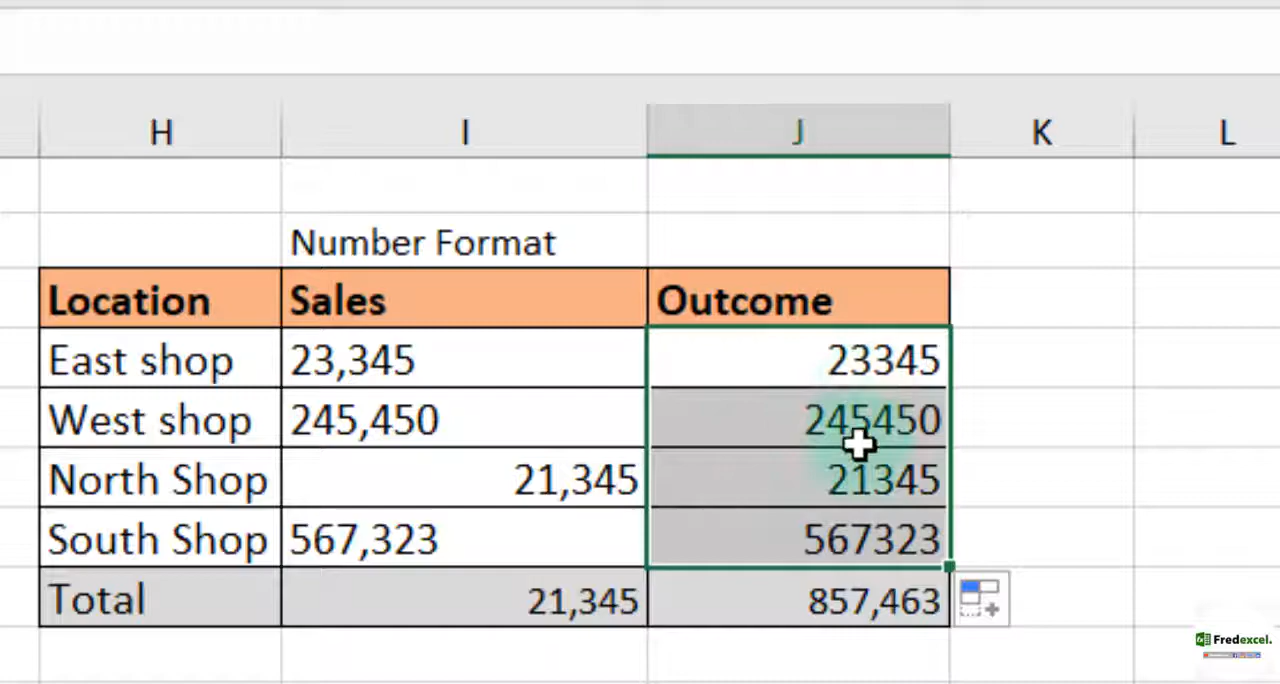 H I J K L
Number Format
Location Sales Outcome
East shop 23,345 23345
West shop 245,450 245450
North Shop 21,345 21345
South Shop 567,323 567323
Total 21,345 857,463
Fredexcel.